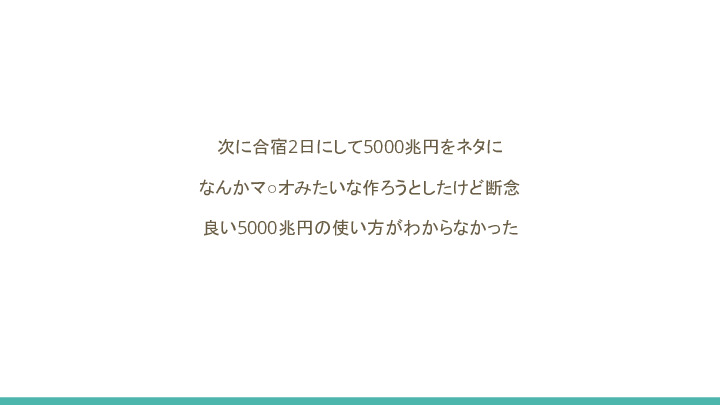 次に合宿2日にして5000兆円をネタに
なんかマ○オみたいな作ろうとしたけど断念
良い5000兆円の使い方がわからなかった